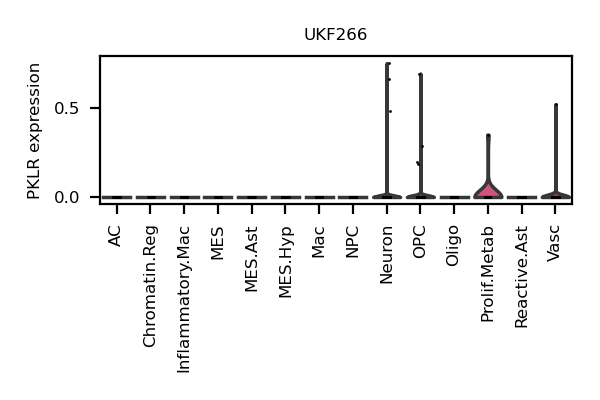 UKF266
PKLR expression
0.5
0.0
AC
Chromatin.Reg
Inflammatory.Mac
MES
MES.Ast
MES.Hyp
Mac
NPC
Neuron
OPC
Oligo
Prolif.Metab
Reactive.Ast
Vasc